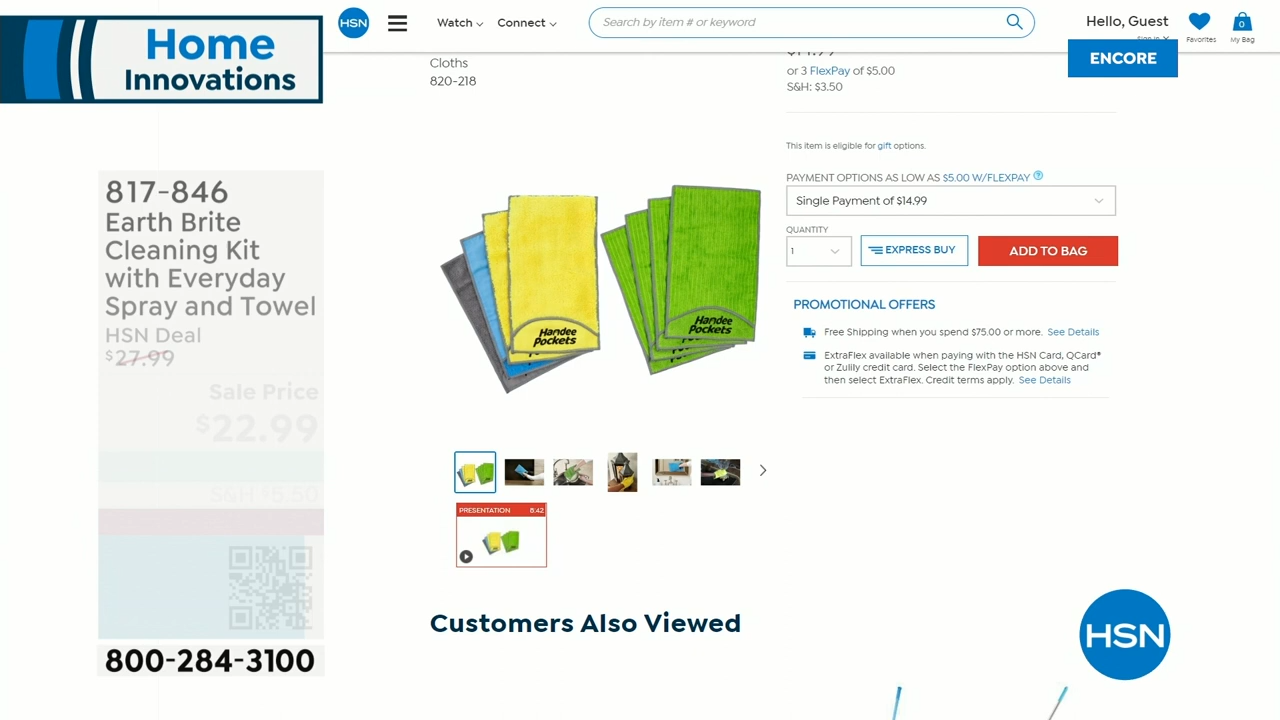 Home
Innovations
HSN
Watch
Connect
Search by item # or keyword
Hello, Guest
Sign In
Favorites
0
My Bag
ENCORE
Cloths
820-218
or 3 FlexPay of $5.00
S&H: $3.50
This item is eligible for gift options.
PAYMENT OPTIONS AS LOW AS $5.00 W/FLEXPAY
Single Payment of $14.99
QUANTITY
1
EXPRESS BUY
ADD TO BAG
PROMOTIONAL OFFERS
Free Shipping when you spend $75.00 or more. See Details
ExtraFlex available when paying with the HSN Card, QCard®
or Zulily credit card. Select the FlexPay option above and
then select ExtraFlex. Credit terms apply. See Details
817-846
Earth Brite
Cleaning Kit
with Everyday
Spray and Towel
HSN Deal
$27.99
Sale Price
$22.99
S&H $5.50
800-284-3100
Handee
Pockets
Handee
Pockets
PRESENTATION 8:42
Customers Also Viewed
HSN